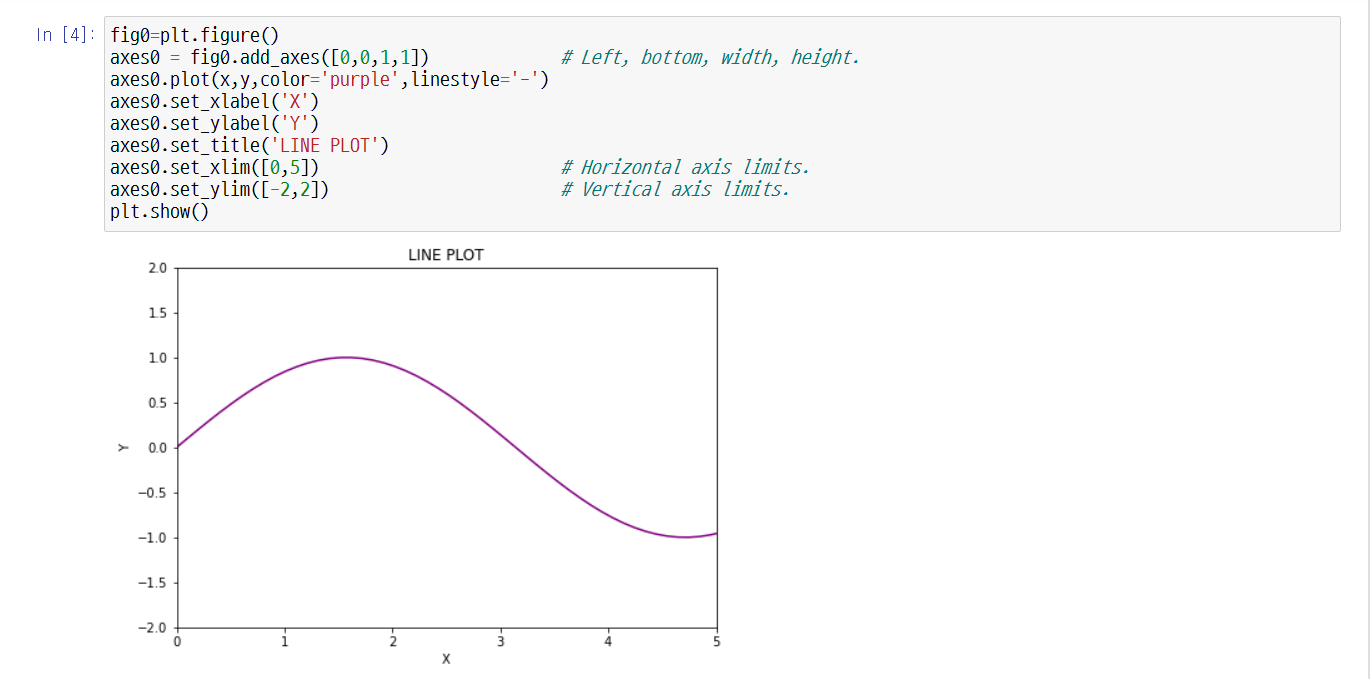 In [4]:
fig0=plt.figure()
axes0 = fig0.add_axes([0,0,1,1]) # Left, bottom, width, height.
axes0.plot(x,y,color='purple',linestyle='-')
axes0.set_xlabel('X')
axes0.set_ylabel('Y')
axes0.set_title('LINE PLOT')
axes0.set_xlim([0,5]) # Horizontal axis limits.
axes0.set_ylim([-2,2]) # Vertical axis limits.
plt.show()
LINE PLOT
2.0
1.5
1.0
0.5
0.0
−0.5
−1.0
−1.5
−2.0
Y
0 1 2 3 4 5
X